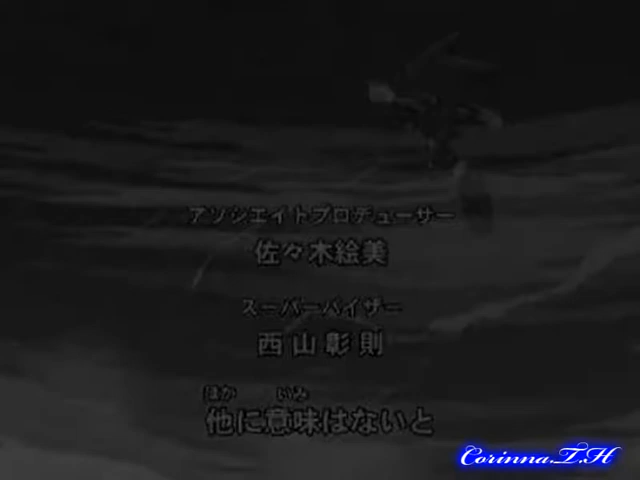 アソシエイトプロデューサー
佐々木絵美
スーパーバイザー
西山彰則
ほか いみ
他に意味はないと
Corinna.T.H